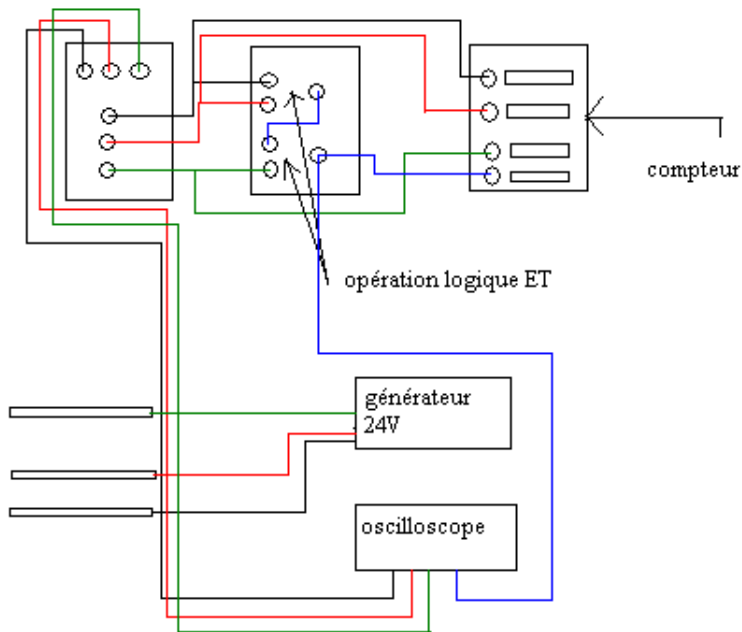 compteur
opération logique ET
générateur
24V
oscilloscope